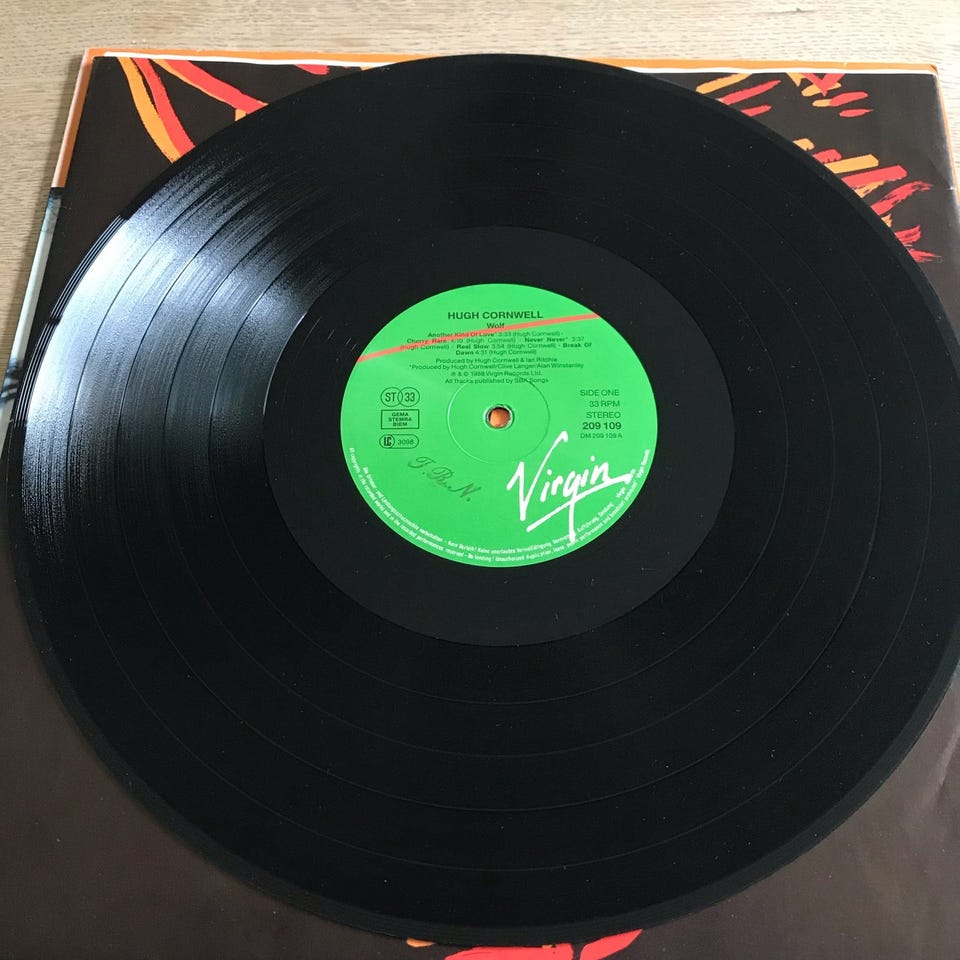 HUGH CORNWELL
Wolf
Another Kind Of Love* 3:33 (Hugh Cornwell) ·
Cherry Rare 4:10 (Hugh Cornwell) · Never Never* 3:37
(Hugh Cornwell) · Real Slow 3:54 (Hugh Cornwell) · Break Of
Dawn 4:31 (Hugh Cornwell)
Produced by Hugh Cornwell & Ian Ritchie
*Produced by Hugh Cornwell/Clive Langer/Alan Winstanley
℗ & © 1988 Virgin Records Ltd.
All Tracks published by SBK Songs
ST 33
GEMA
STEMRA
BIEM
LC 3098
SIDE ONE
33 RPM
STEREO
209 109
DM 209 109 A
T.R.N.
Virgin